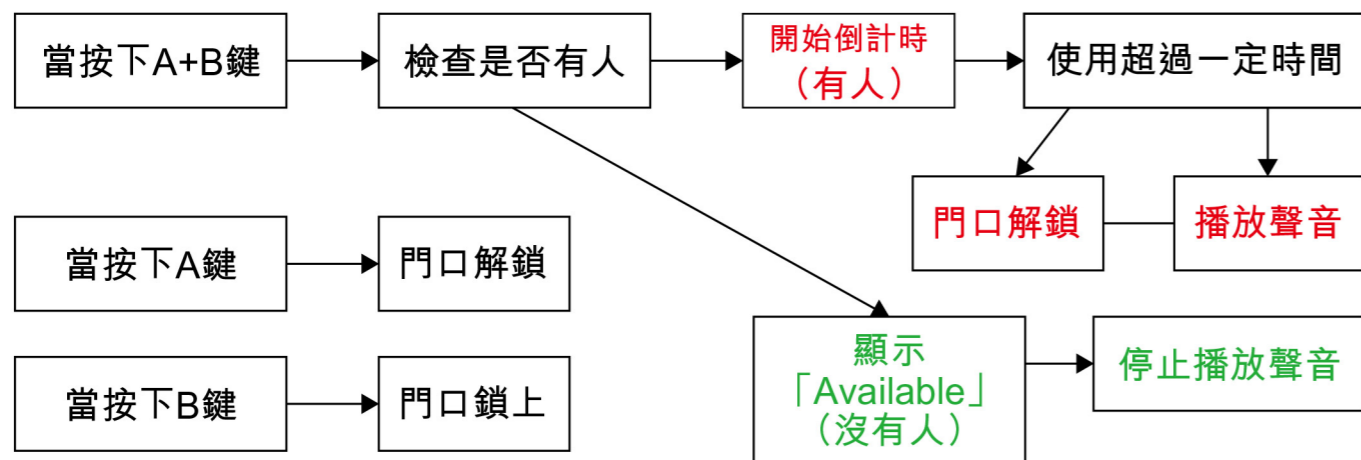 當按下A+B鍵
檢查是否有人
開始倒計時
（有人）
使用超過一定時間
門口解鎖
播放聲音
當按下A鍵
門口解鎖
顯示
「Available」
（沒有人）
停止播放聲音
當按下B鍵
門口鎖上